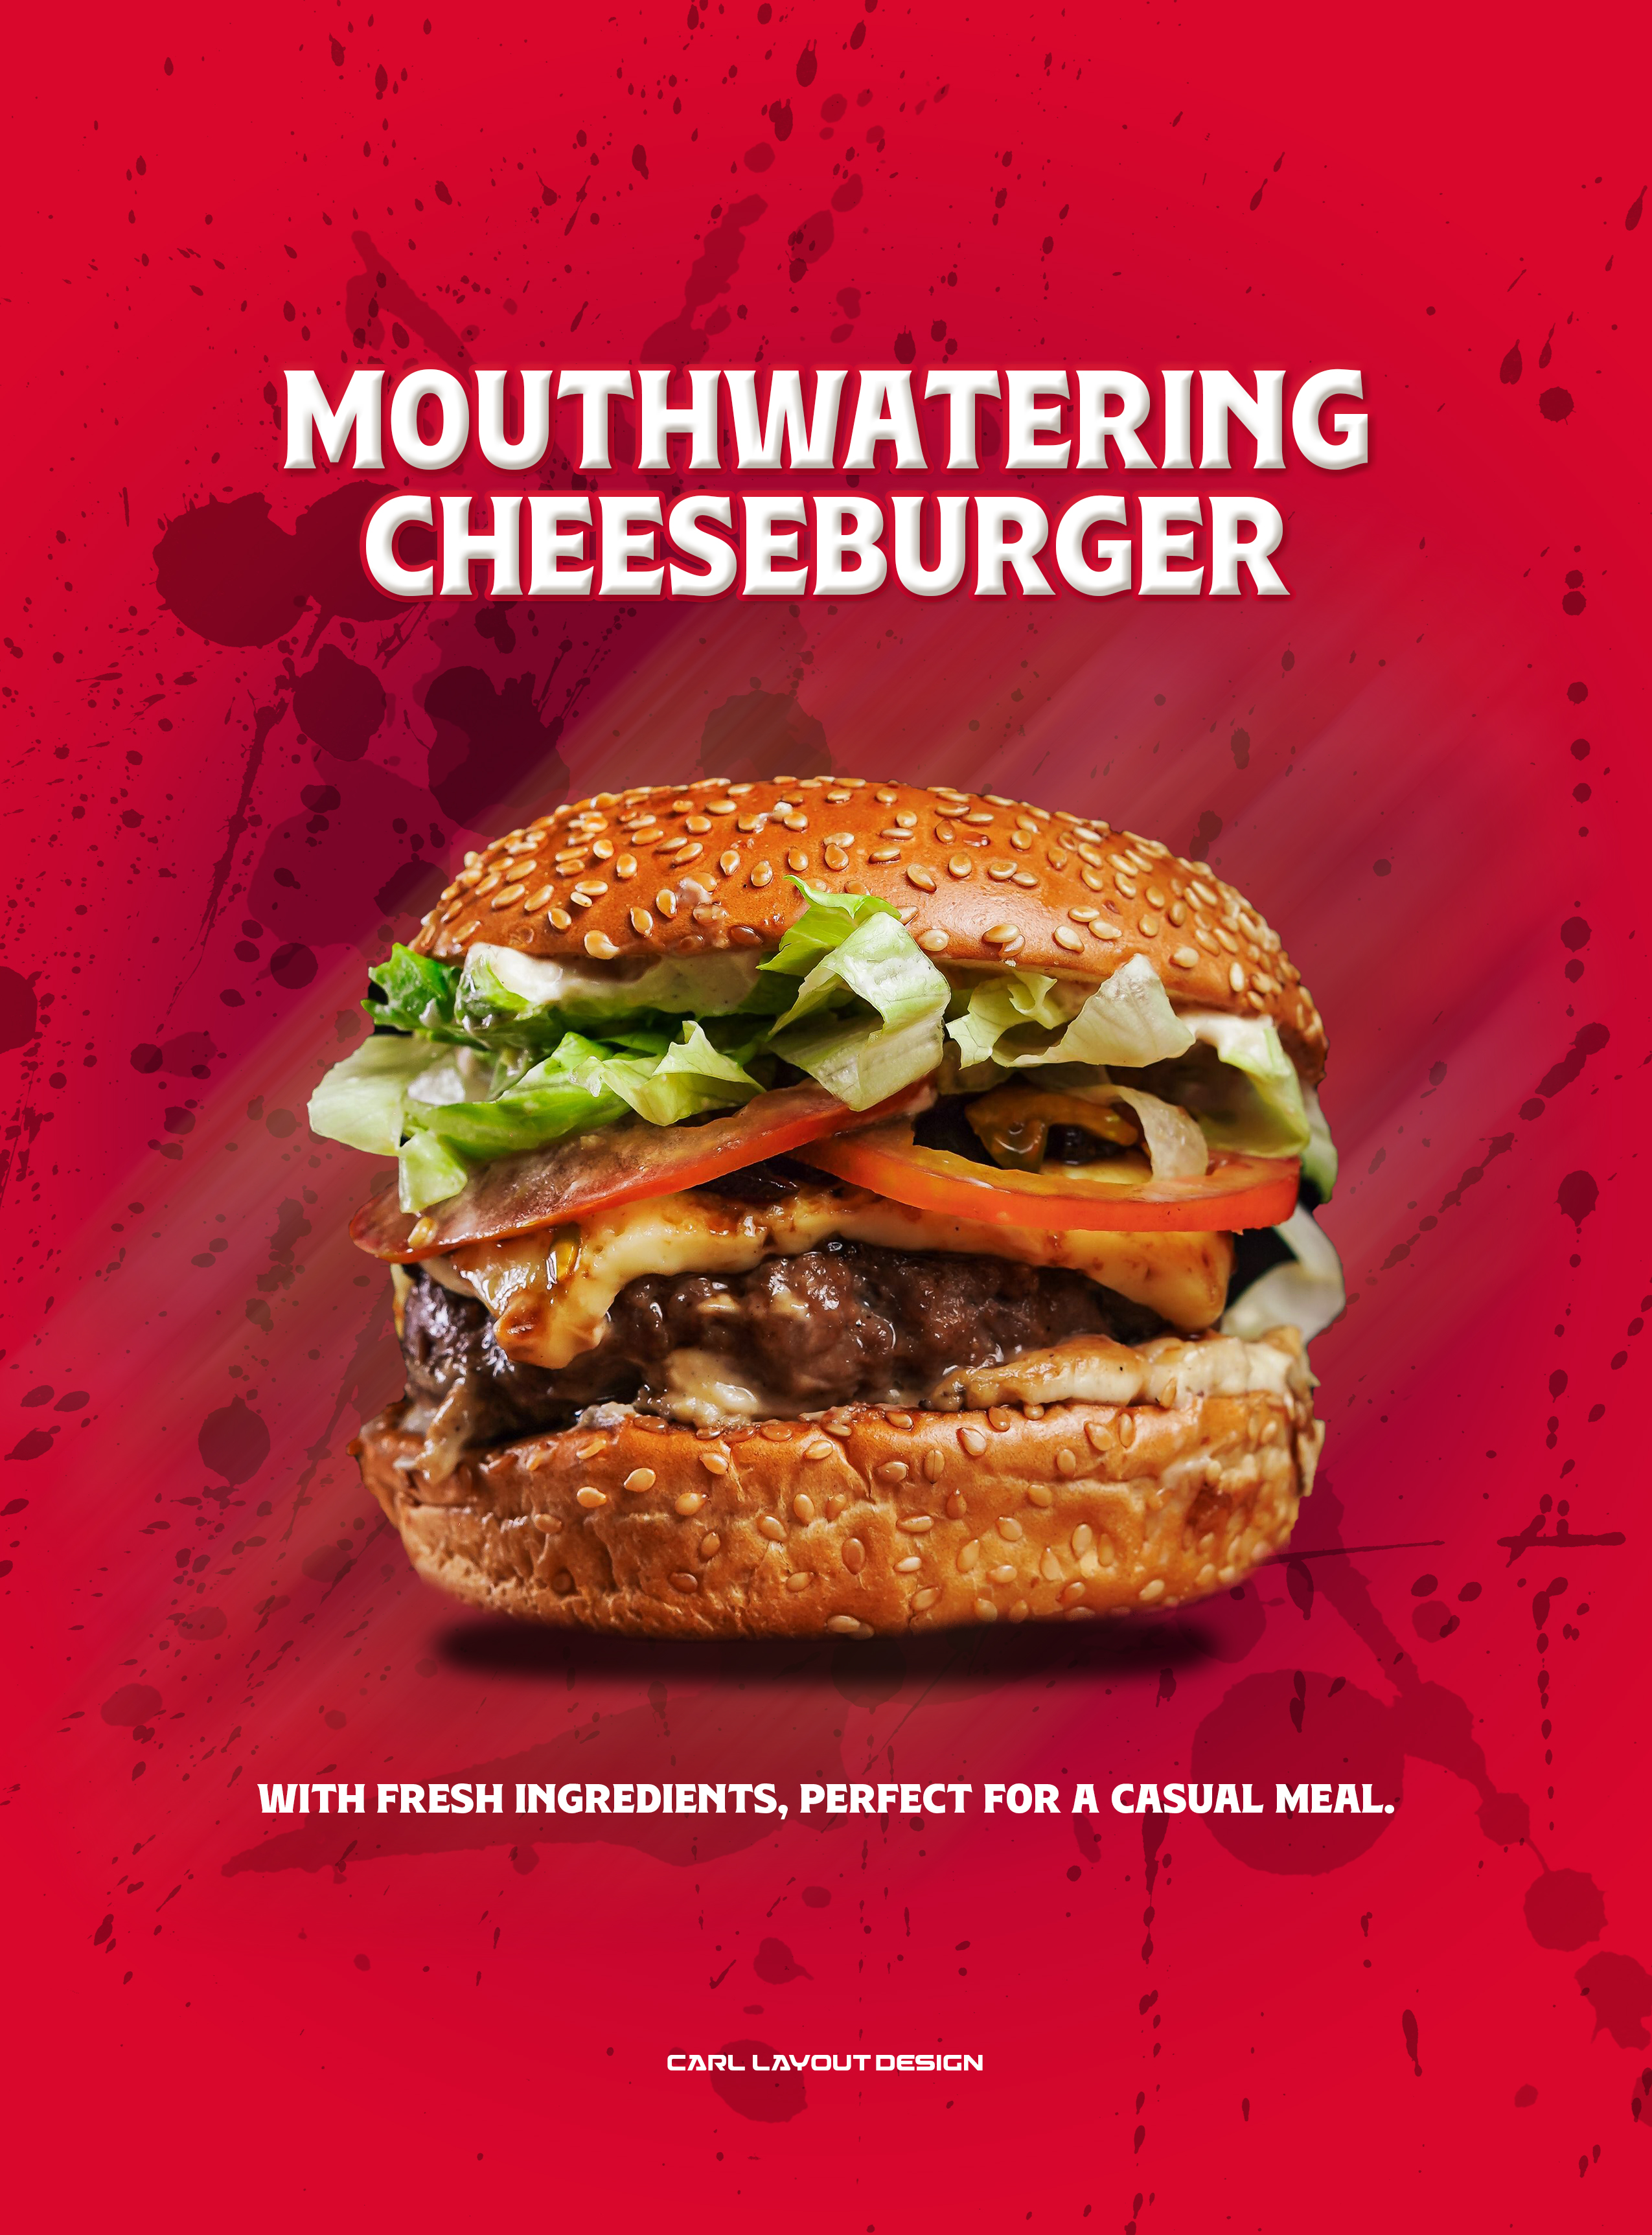 MOUTHWATERING
CHEESEBURGER
WITH FRESH INGREDIENTS, PERFECT FOR A CASUAL MEAL.
CARL LAYOUT DESIGN